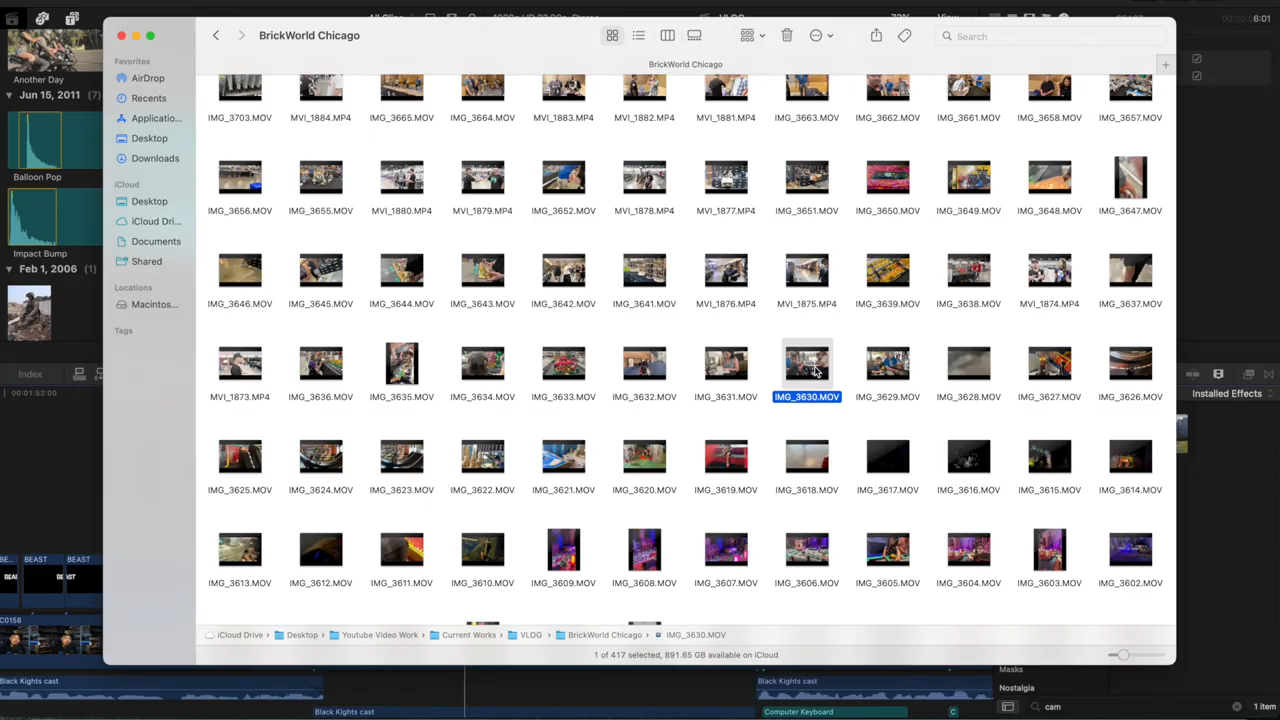 6:01
BrickWorld Chicago
Search
BrickWorld Chicago
Another Day
Jun 15, 2011 (7)
Balloon Pop
Impact Bump
Feb 1, 2006 (1)
Index
00:01:52:00
BEAST BEAST
C0158
Favorites
AirDrop
Recents
Applicatio...
Desktop
Downloads
iCloud
Desktop
iCloud Dri...
Documents
Shared
Locations
Macintos...
Tags
IMG_3703.MOV MVI_1884.MP4 IMG_3665.MOV IMG_3664.MOV MVI_1883.MP4 MVI_1882.MP4 MVI_1881.MP4 IMG_3663.MOV IMG_3662.MOV IMG_3661.MOV IMG_3658.MOV IMG_3657.MOV
IMG_3656.MOV IMG_3655.MOV MVI_1880.MP4 MVI_1879.MP4 IMG_3652.MOV MVI_1878.MP4 MVI_1877.MP4 IMG_3651.MOV IMG_3650.MOV IMG_3649.MOV IMG_3648.MOV IMG_3647.MOV
IMG_3646.MOV IMG_3645.MOV IMG_3644.MOV IMG_3643.MOV IMG_3642.MOV IMG_3641.MOV MVI_1876.MP4 MVI_1875.MP4 IMG_3639.MOV IMG_3638.MOV MVI_1874.MP4 IMG_3637.MOV
MVI_1873.MP4 IMG_3636.MOV IMG_3635.MOV IMG_3634.MOV IMG_3633.MOV IMG_3632.MOV IMG_3631.MOV IMG_3630.MOV IMG_3629.MOV IMG_3628.MOV IMG_3627.MOV IMG_3626.MOV
IMG_3625.MOV IMG_3624.MOV IMG_3623.MOV IMG_3622.MOV IMG_3621.MOV IMG_3620.MOV IMG_3619.MOV IMG_3618.MOV IMG_3617.MOV IMG_3616.MOV IMG_3615.MOV IMG_3614.MOV
IMG_3613.MOV IMG_3612.MOV IMG_3611.MOV IMG_3610.MOV IMG_3609.MOV IMG_3608.MOV IMG_3607.MOV IMG_3606.MOV IMG_3605.MOV IMG_3604.MOV IMG_3603.MOV IMG_3602.MOV
iCloud Drive › Desktop › Youtube Video Work › Current Works › VLOG › BrickWorld Chicago › IMG_3630.MOV
1 of 417 selected, 891.65 GB available on iCloud
Installed Effects
Masks
Nostalgia
cam
1 item
Black Kights cast
Black Kights cast
Black Kights cast
Computer Keyboard
C